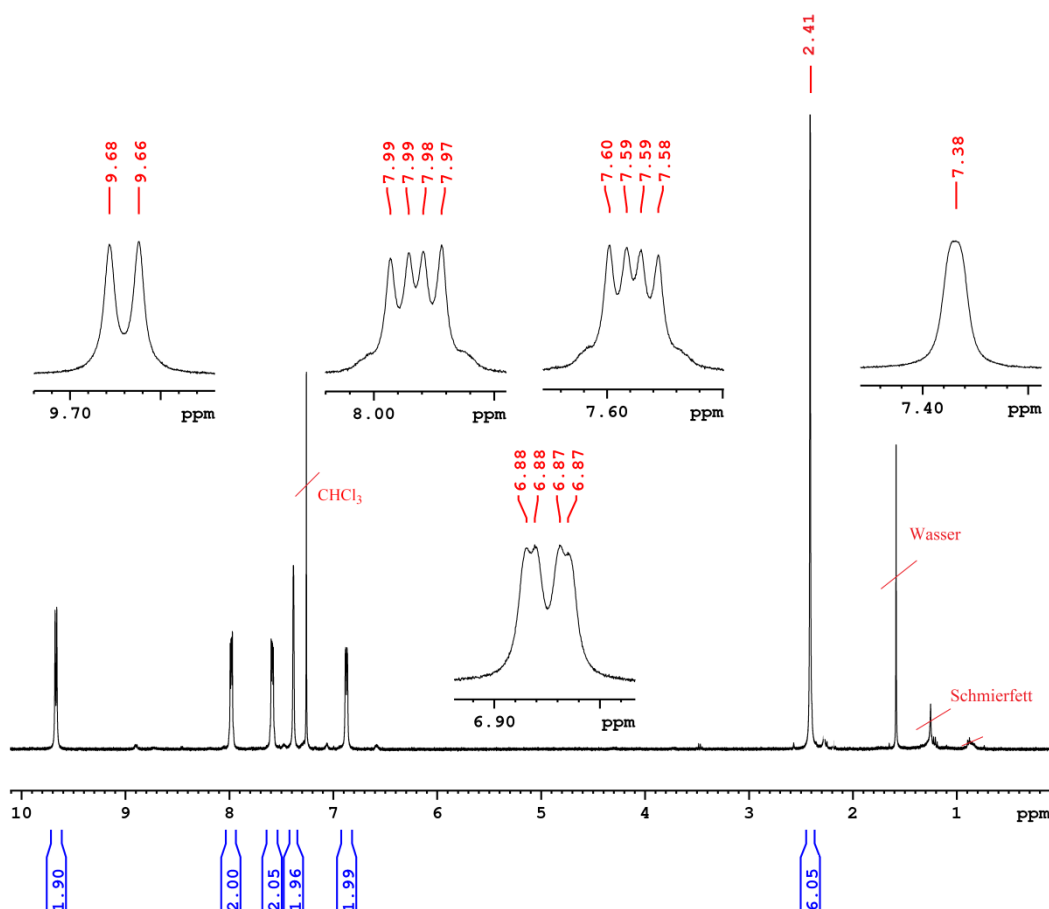 2.41
9.68
9.66
7.99
7.99
7.98
7.97
7.60
7.59
7.59
7.58
7.38
9.70 ppm
8.00 ppm
7.60 ppm
7.40 ppm
CHCl3
6.88
6.88
6.87
6.87
Wasser
6.90 ppm
Schmierfett
10 9 8 7 6 5 4 3 2 1 ppm
1.90
2.00
2.05
1.96
1.99
6.05